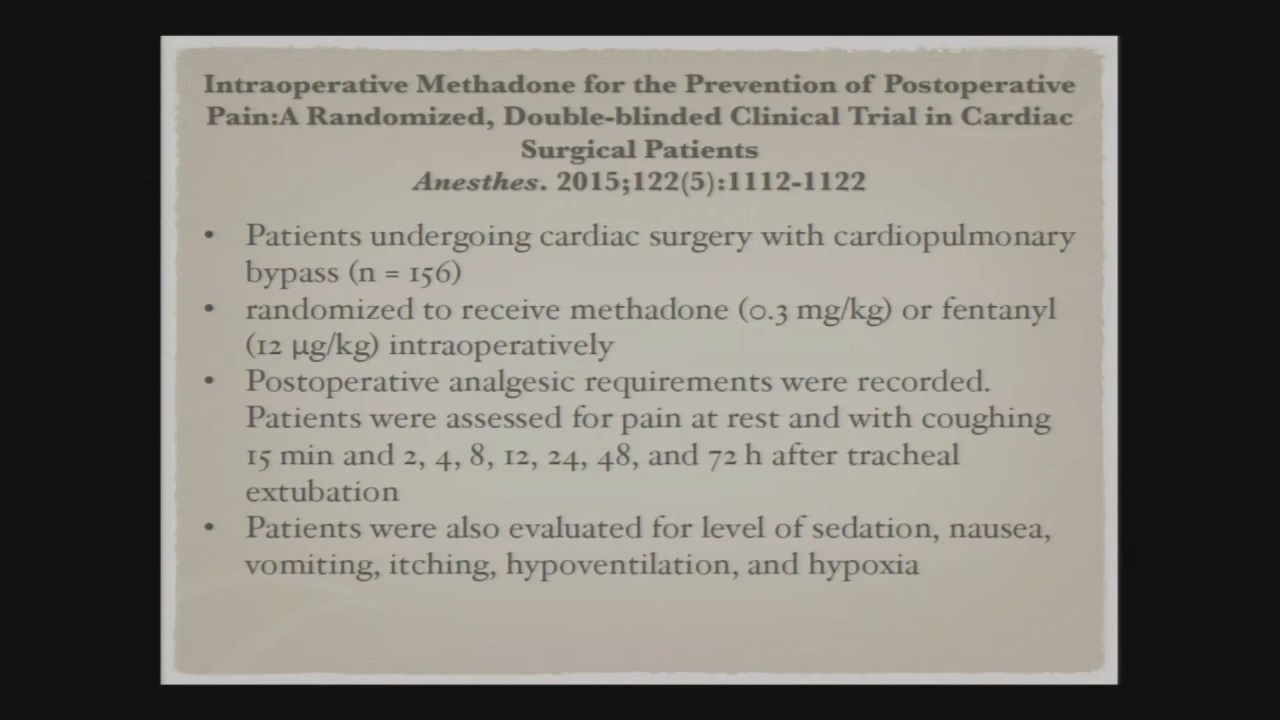 Intraoperative Methadone for the Prevention of Postoperative
Pain:A Randomized, Double-blinded Clinical Trial in Cardiac
Surgical Patients
Anesthes. 2015;122(5):1112-1122
• Patients undergoing cardiac surgery with cardiopulmonary
bypass (n = 156)
• randomized to receive methadone (0.3 mg/kg) or fentanyl
(12 µg/kg) intraoperatively
• Postoperative analgesic requirements were recorded.
Patients were assessed for pain at rest and with coughing
15 min and 2, 4, 8, 12, 24, 48, and 72 h after tracheal
extubation
• Patients were also evaluated for level of sedation, nausea,
vomiting, itching, hypoventilation, and hypoxia